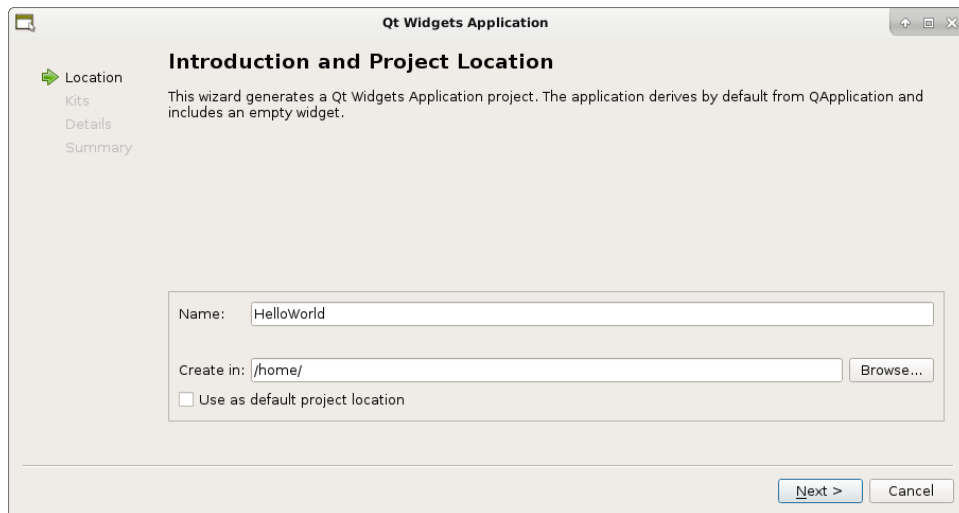 Qt Widgets Application
Location
Kits
Details
Summary
Introduction and Project Location
This wizard generates a Qt Widgets Application project. The application derives by default from QApplication and
includes an empty widget.
Name: HelloWorld
Create in: /home/ Browse...
Use as default project location
Next > Cancel